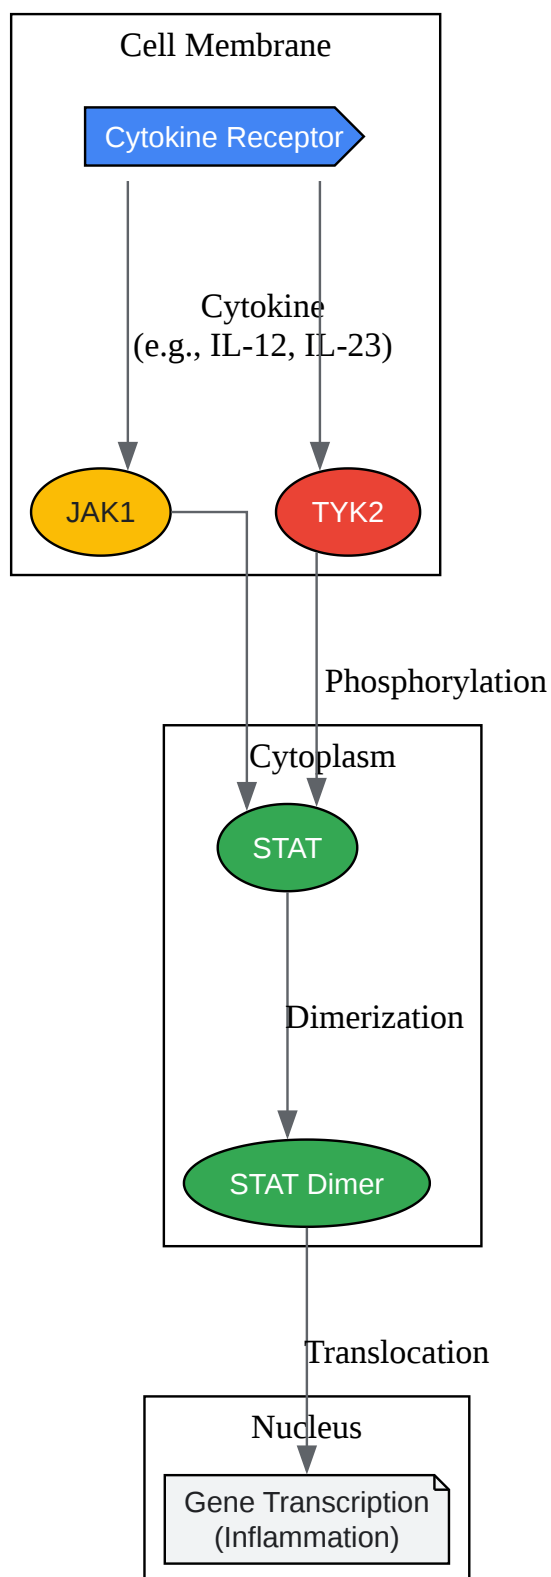 Cell Membrane
Cytokine Receptor
Cytokine
(e.g., IL-12, IL-23)
JAK1
TYK2
Phosphorylation
Cytoplasm
STAT
Dimerization
STAT Dimer
Translocation
Nucleus
Gene Transcription
(Inflammation)